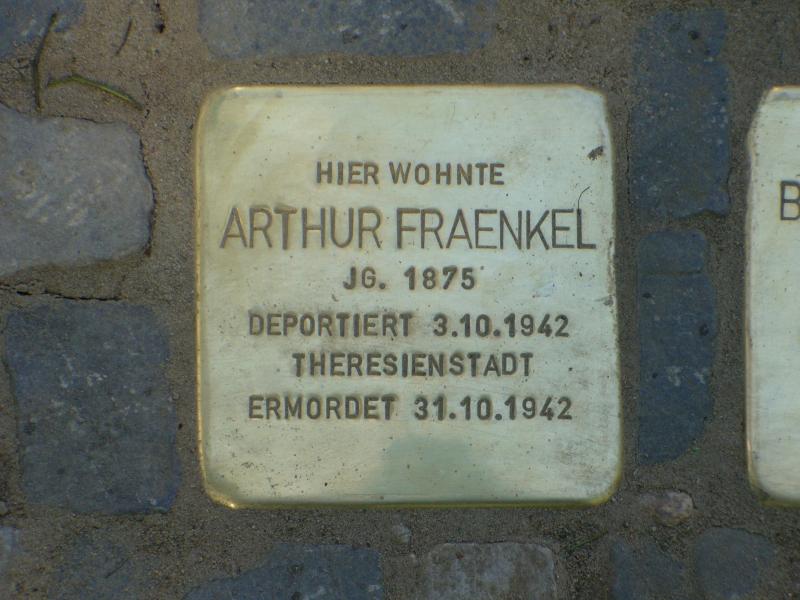 HIER WOHNTE
ARTHUR FRAENKEL
JG. 1875
DEPORTIERT 3.10.1942
THERESIENSTADT
ERMORDET 31.10.1942